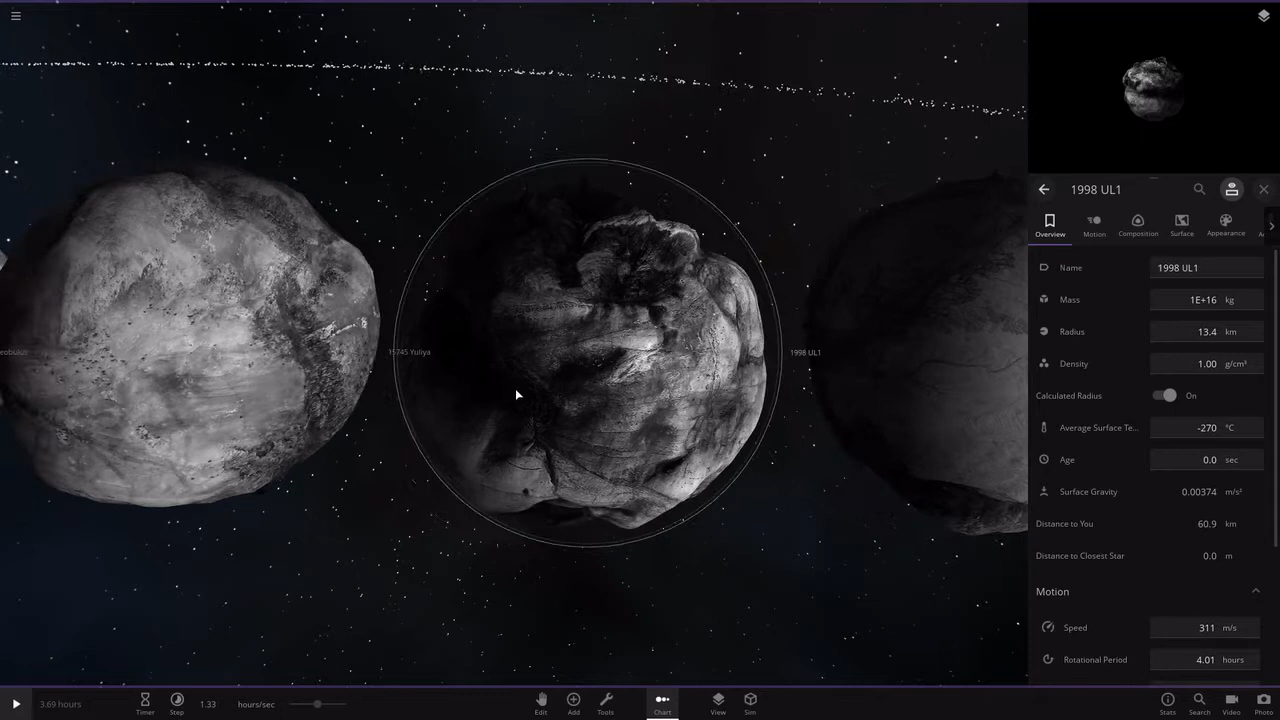 1998 UL1
Overview
Motion
Composition
Surface
Appearance
Name 1998 UL1
Mass 1E+16 kg
Radius 13.4 km
Density 1.00 g/cm³
Calculated Radius On
Average Surface Te... -270 °C
Age 0.0 sec
Surface Gravity 0.00374 m/s²
Distance to You 60.9 km
Distance to Closest Star 0.0 m
Motion
Speed 311 m/s
Rotational Period 4.01 hours
15745 Yuliya
1998 UL1
3.69 hours
Timer
Step
1.33 hours/sec
Edit
Add
Tools
Chart
View
Sim
Stats
Search
Video
Photo